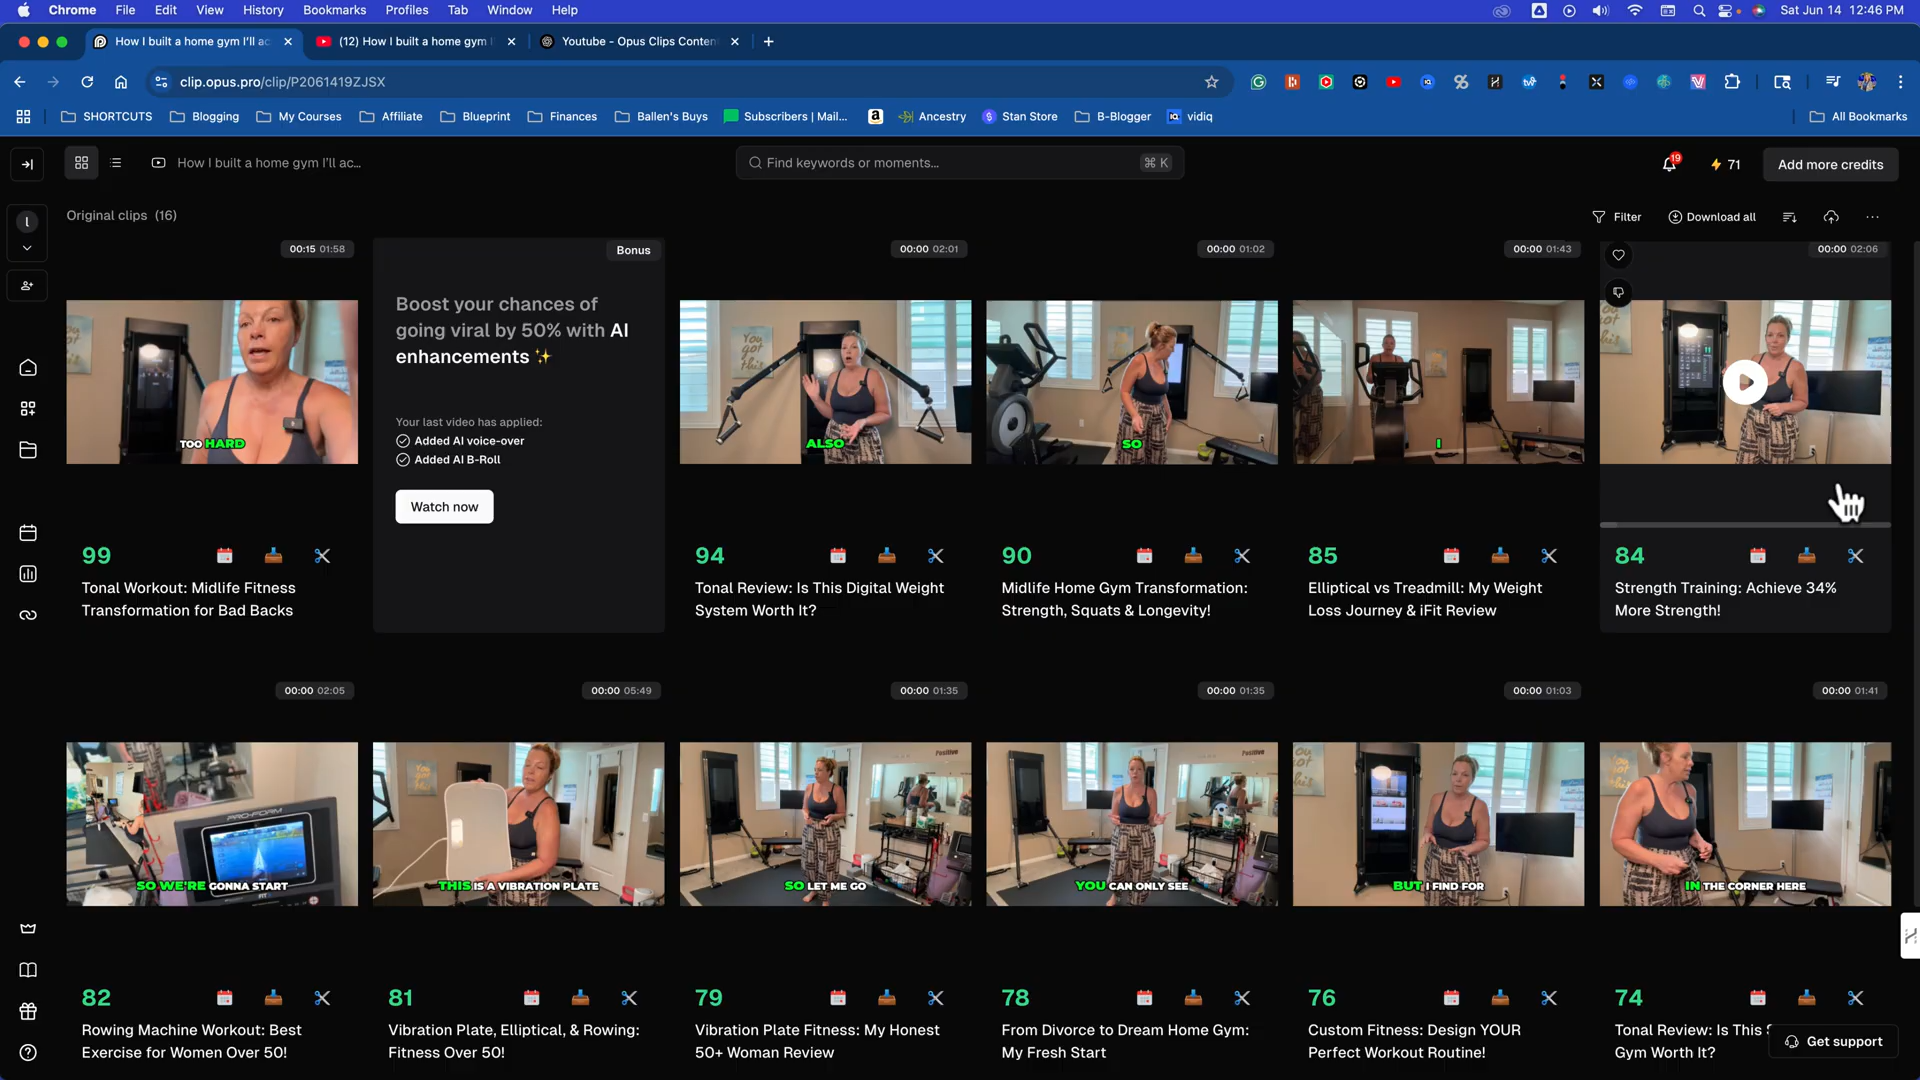 Chrome File Edit View History Bookmarks Profiles Tab Window Help
Sat Jun 14 12:46 PM
How I built a home gym I'll ac
(12) How I built a home gym
Youtube - Opus Clips Conten
clip.opus.pro/clip/P2061419ZJSX
SHORTCUTS Blogging My Courses Affiliate Blueprint Finances Ballen's Buys Subscribers | Mail... Ancestry Stan Store B-Blogger vidiq All Bookmarks
How I built a home gym I'll ac...
Find keywords or moments...
⌘ K
19
71
Add more credits
Original clips (16)
Filter
Download all
00:15 01:58
TOO HARD
99
Tonal Workout: Midlife Fitness
Transformation for Bad Backs
Bonus
Boost your chances of
going viral by 50% with AI
enhancements ✨
Your last video has applied:
Added AI voice-over
Added AI B-Roll
Watch now
00:00 02:01
You got this
ALSO
94
Tonal Review: Is This Digital Weight
System Worth It?
00:00 01:02
SO
90
Midlife Home Gym Transformation:
Strength, Squats & Longevity!
00:00 01:43
I
85
Elliptical vs Treadmill: My Weight
Loss Journey & iFit Review
00:00 02:06
84
Strength Training: Achieve 34%
More Strength!
00:00 02:05
PRO-FORM
SO WE'RE GONNA START
82
Rowing Machine Workout: Best
Exercise for Women Over 50!
00:00 05:49
THIS IS A VIBRATION PLATE
81
Vibration Plate, Elliptical, & Rowing:
Fitness Over 50!
00:00 01:35
Positive
SO LET ME GO
79
Vibration Plate Fitness: My Honest
50+ Woman Review
00:00 01:35
Positive
YOU CAN ONLY SEE
78
From Divorce to Dream Home Gym:
My Fresh Start
00:00 01:03
BUT I FIND FOR
76
Custom Fitness: Design YOUR
Perfect Workout Routine!
00:00 01:41
IN THE CORNER HERE
74
Tonal Review: Is This
Gym Worth It?
Get support